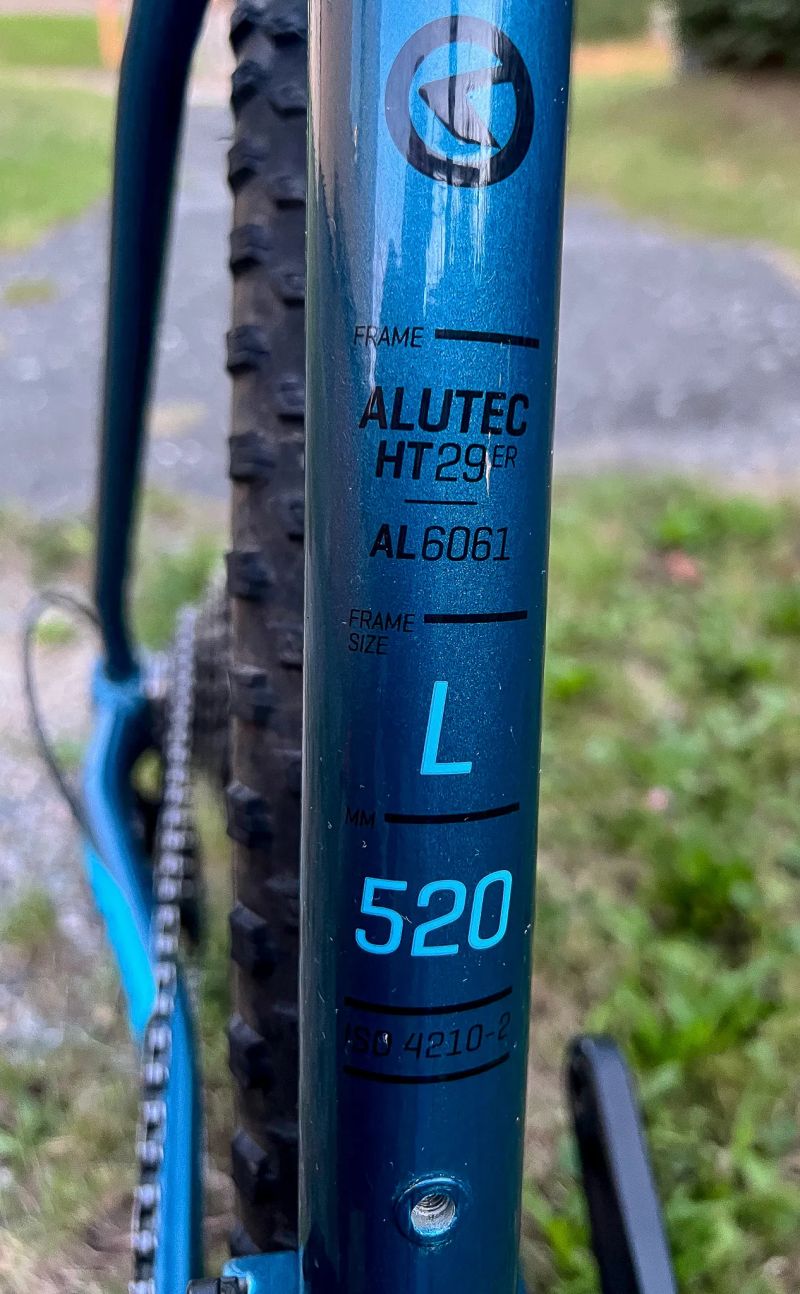 FRAME
ALUTEC
HT29ER
AL6061
FRAME
SIZE
L
MM
520
ISO 4210-2